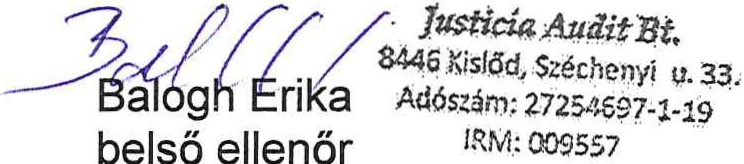 Justicia Audit Bt.
8446 Kislőd, Széchenyi u. 33.
Adószám: 27254697-1-19
IRM: 009557
Balogh Erika
belső ellenőr